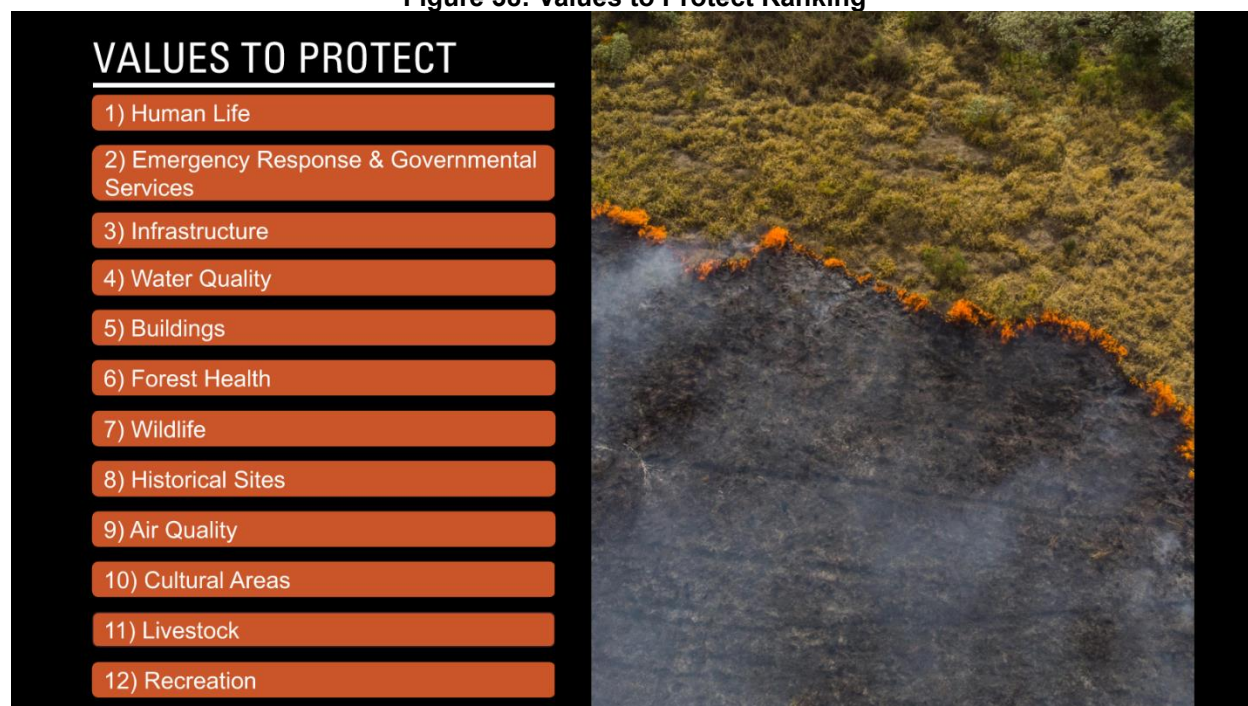 Figure 38: Values to Protect Ranking
VALUES TO PROTECT
1) Human Life
2) Emergency Response & Governmental
Services
3) Infrastructure
4) Water Quality
5) Buildings
6) Forest Health
7) Wildlife
8) Historical Sites
9) Air Quality
10) Cultural Areas
11) Livestock
12) Recreation